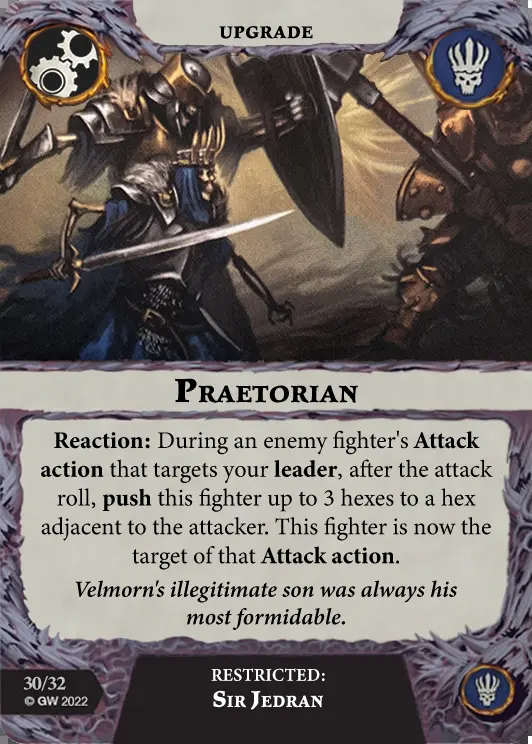 UPGRADE
PRAETORIAN
Reaction: During an enemy fighter's Attack
action that targets your leader, after the attack
roll, push this fighter up to 3 hexes to a hex
adjacent to the attacker. This fighter is now the
target of that Attack action.
Velmorn's illegitimate son was always his
most formidable.
RESTRICTED:
SIR JEDRAN
30/32
© GW 2022